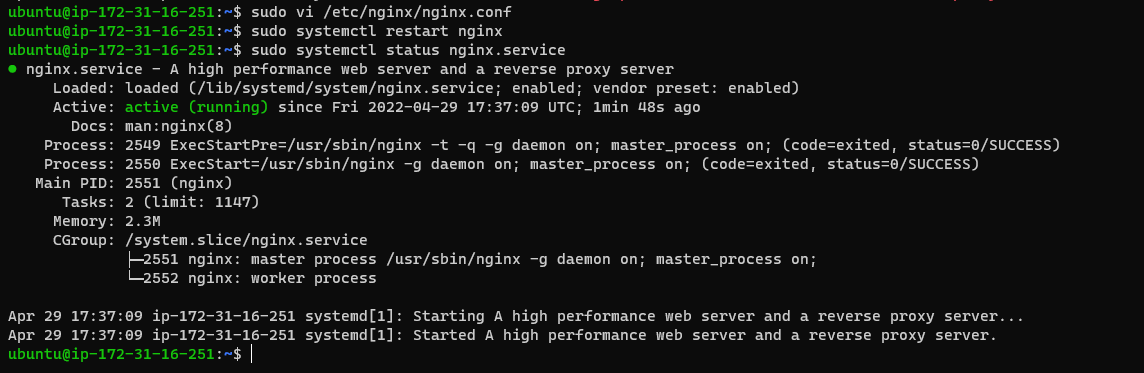 ubuntu@ip-172-31-16-251:~$ sudo vi /etc/nginx/nginx.conf
ubuntu@ip-172-31-16-251:~$ sudo systemctl restart nginx
ubuntu@ip-172-31-16-251:~$ sudo systemctl status nginx.service
● nginx.service - A high performance web server and a reverse proxy server
     Loaded: loaded (/lib/systemd/system/nginx.service; enabled; vendor preset: enabled)
     Active: active (running) since Fri 2022-04-29 17:37:09 UTC; 1min 48s ago
       Docs: man:nginx(8)
    Process: 2549 ExecStartPre=/usr/sbin/nginx -t -q -g daemon on; master_process on; (code=exited, status=0/SUCCESS)
    Process: 2550 ExecStart=/usr/sbin/nginx -g daemon on; master_process on; (code=exited, status=0/SUCCESS)
   Main PID: 2551 (nginx)
      Tasks: 2 (limit: 1147)
     Memory: 2.3M
     CGroup: /system.slice/nginx.service
             ├─2551 nginx: master process /usr/sbin/nginx -g daemon on; master_process on;
             └─2552 nginx: worker process
Apr 29 17:37:09 ip-172-31-16-251 systemd[1]: Starting A high performance web server and a reverse proxy server...
Apr 29 17:37:09 ip-172-31-16-251 systemd[1]: Started A high performance web server and a reverse proxy server.
ubuntu@ip-172-31-16-251:~$